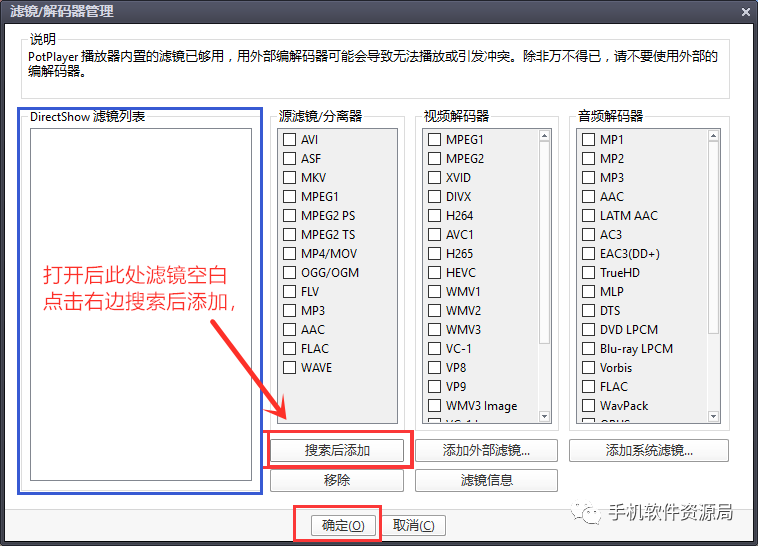 滤镜/解码器管理
说明
PotPlayer 播放器内置的滤镜已够用，用外部编解码器可能会导致无法播放或引发冲突。除非万不得已，请不要使用外部的
编解码器。
DirectShow 滤镜列表
打开后此处滤镜空白
点击右边搜索后添加，
源滤镜/分离器
AVI
ASF
MKV
MPEG1
MPEG2 PS
MPEG2 TS
MP4/MOV
OGG/OGM
FLV
MP3
AAC
FLAC
WAVE
视频解码器
MPEG1
MPEG2
XVID
DIVX
H264
AVC1
H265
HEVC
WMV1
WMV2
WMV3
VC-1
VP8
VP9
WMV3 Image
音频解码器
MP1
MP2
MP3
AAC
LATM AAC
AC3
EAC3(DD+)
TrueHD
MLP
DTS
DVD LPCM
Blu-ray LPCM
Vorbis
FLAC
WavPack
搜索后添加
添加外部滤镜...
添加系统滤镜...
移除
滤镜信息
确定(O)
取消(C)
手机软件资源局